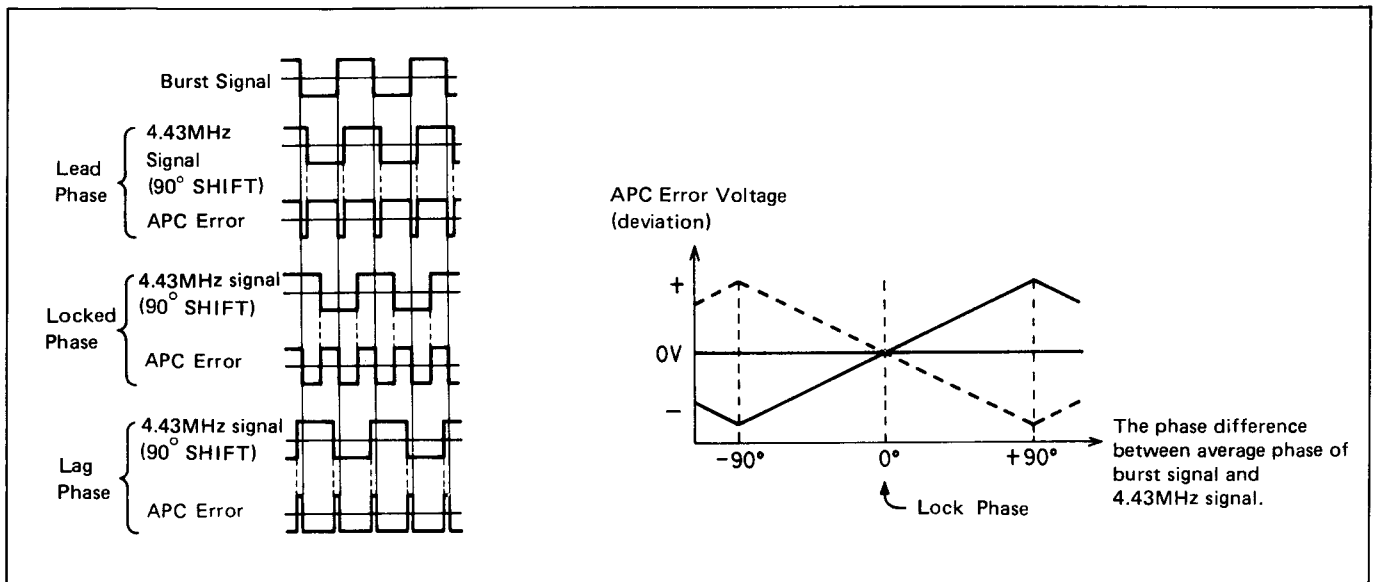 Burst Signal
Lead
Phase
4.43MHz
Signal
(90° SHIFT)
APC Error
Locked
Phase
4.43MHz signal
(90° SHIFT)
APC Error
Lag
Phase
4.43MHz signal
(90° SHIFT)
APC Error
APC Error Voltage
(deviation)
+
0V
−
−90° 0° +90°
Lock Phase
The phase difference
between average phase of
burst signal and
4.43MHz signal.